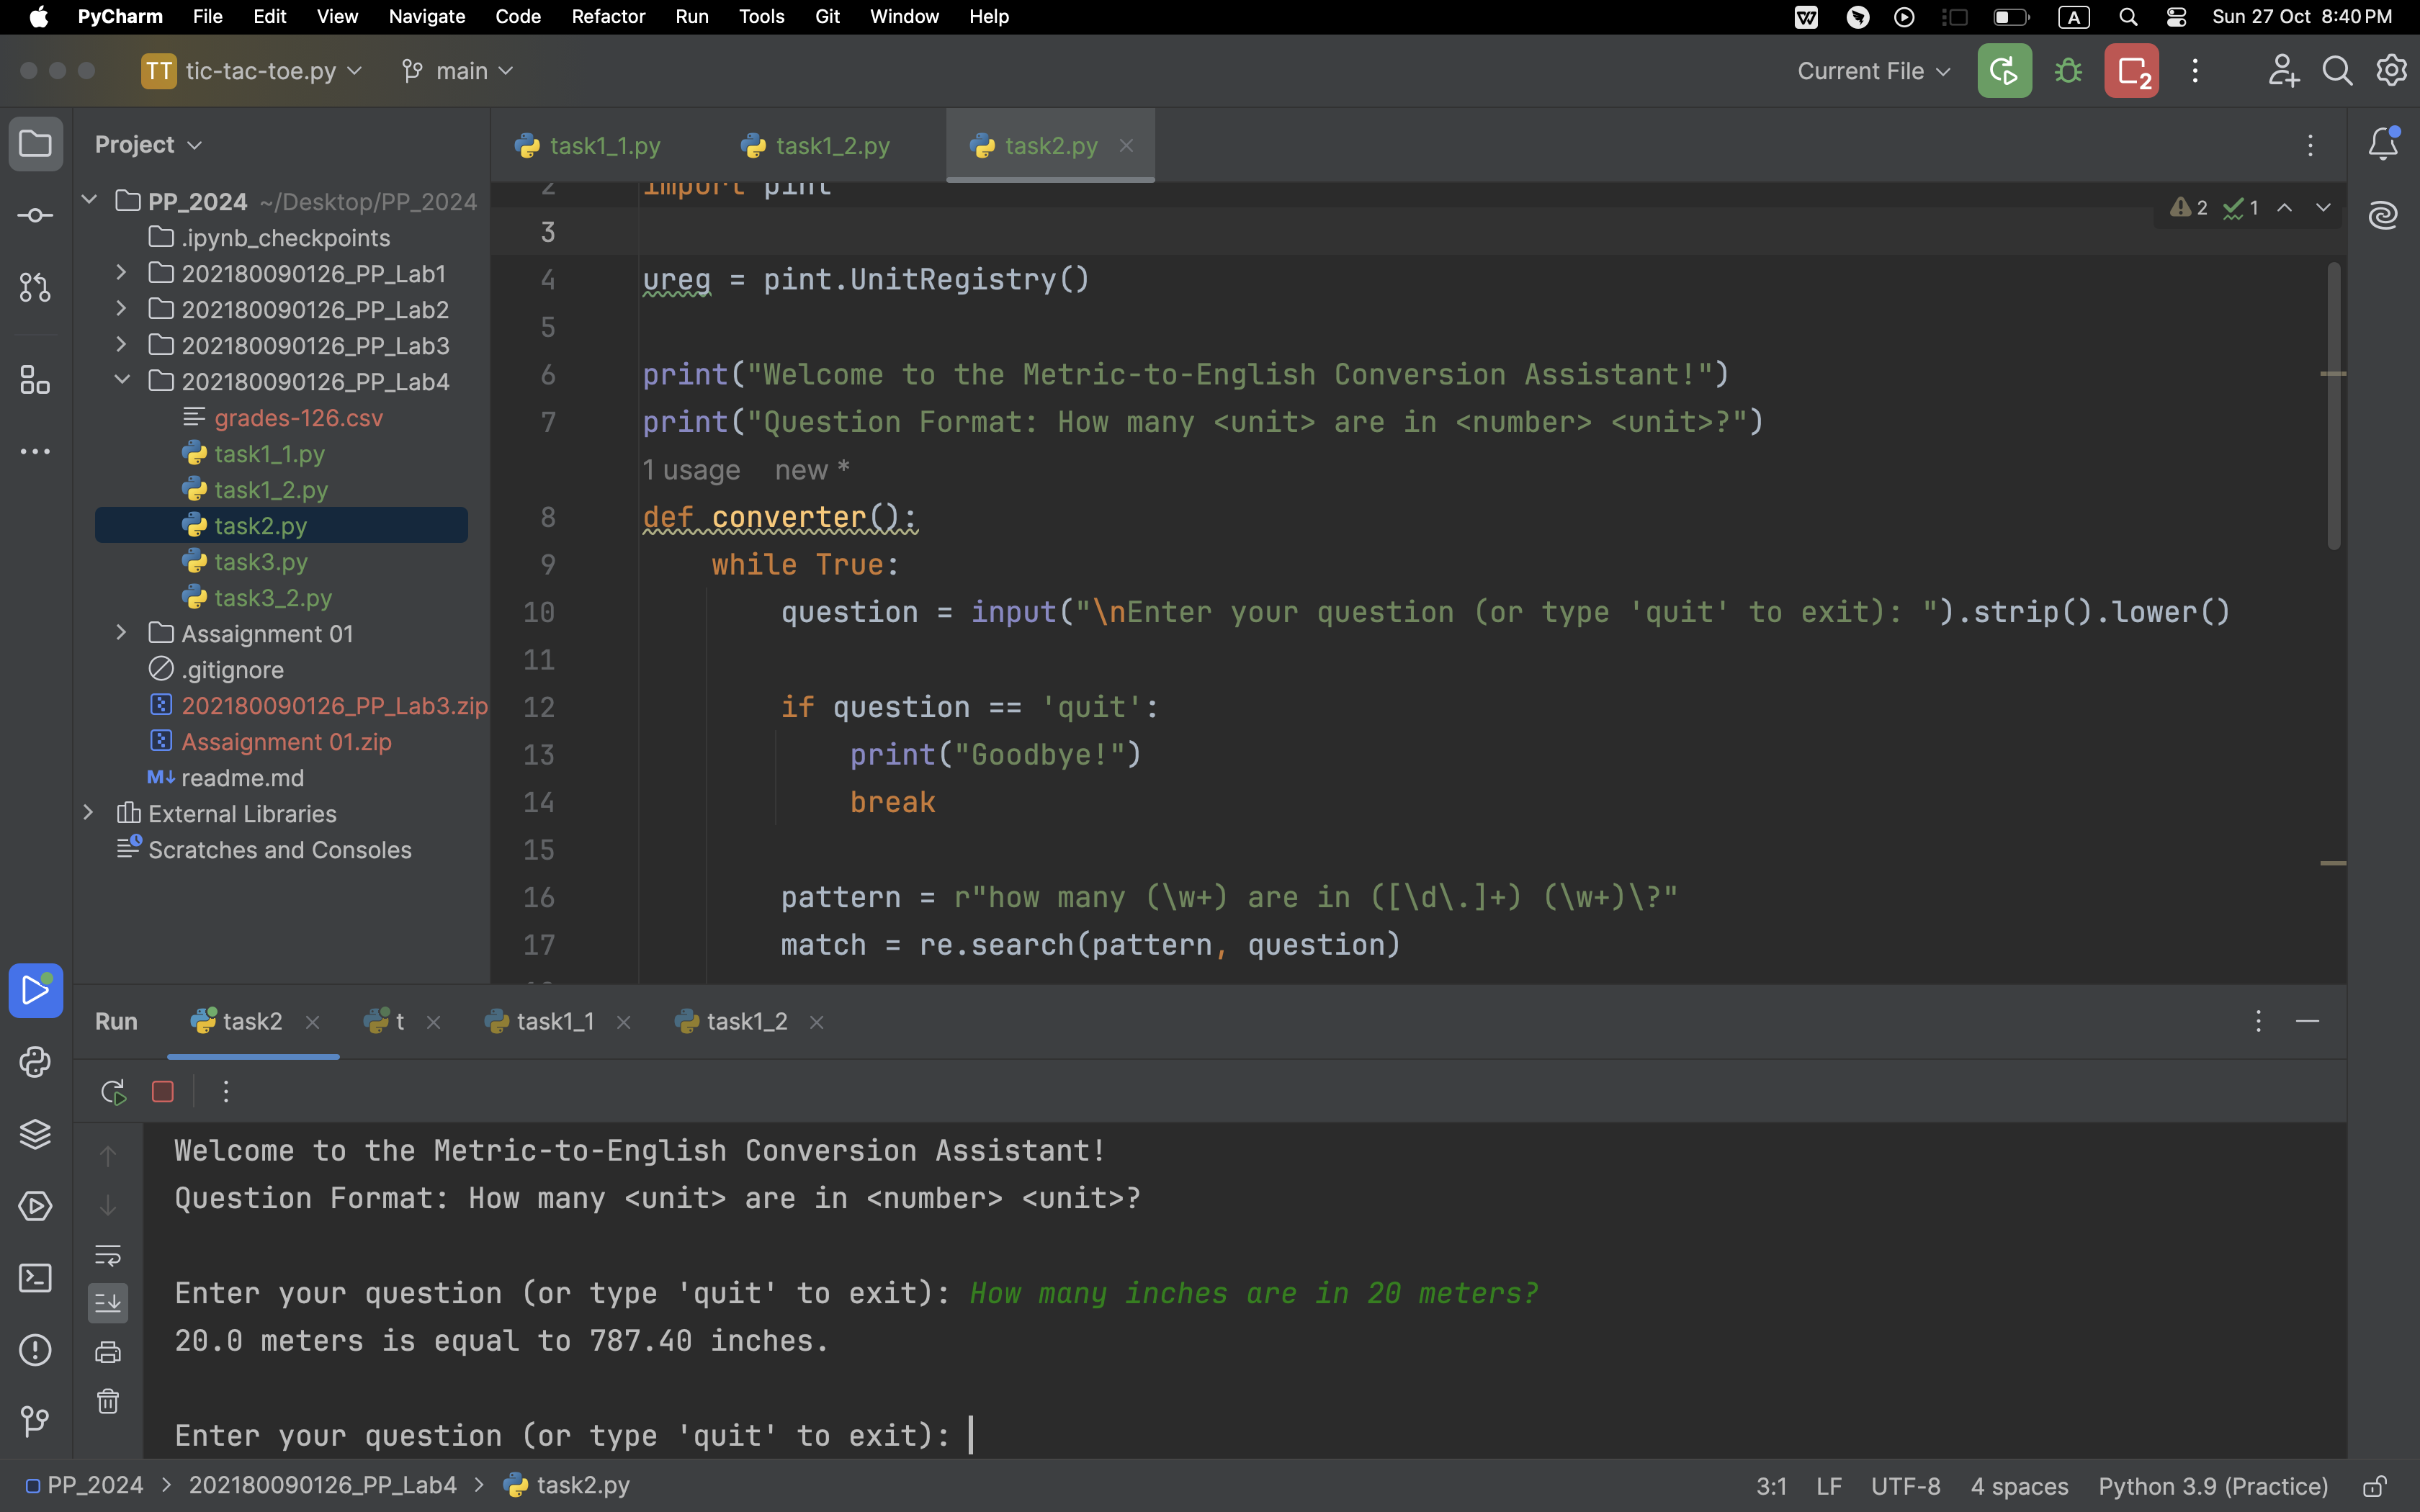 PyCharm File Edit View Navigate Code Refactor Run Tools Git Window Help A Sun 27 Oct 8:40 PM
TT tic-tac-toe.py main Current File 2
Project
task1_1.py task1_2.py task2.py
PP_2024 ~/Desktop/PP_2024
.ipynb_checkpoints
202180090126_PP_Lab1
202180090126_PP_Lab2
202180090126_PP_Lab3
202180090126_PP_Lab4
grades-126.csv
task1_1.py
task1_2.py
task2.py
task3.py
task3_2.py
Assaignment 01
.gitignore
202180090126_PP_Lab3.zip
Assaignment 01.zip
readme.md
External Libraries
Scratches and Consoles
2 import pint
2 1
3
4 ureg = pint.UnitRegistry()
5
6 print("Welcome to the Metric-to-English Conversion Assistant!")
7 print("Question Format: How many <unit> are in <number> <unit>?")
1 usage new *
8 def converter():
9 while True:
10 question = input("\nEnter your question (or type 'quit' to exit): ").strip().lower()
11
12 if question == 'quit':
13 print("Goodbye!")
14 break
15
16 pattern = r"how many (\w+) are in ([\d\.]+) (\w+)\?"
17 match = re.search(pattern, question)
Run task2 t task1_1 task1_2
Welcome to the Metric-to-English Conversion Assistant!
Question Format: How many <unit> are in <number> <unit>?
Enter your question (or type 'quit' to exit): How many inches are in 20 meters?
20.0 meters is equal to 787.40 inches.
Enter your question (or type 'quit' to exit):
PP_2024 > 202180090126_PP_Lab4 > task2.py 3:1 LF UTF-8 4 spaces Python 3.9 (Practice)